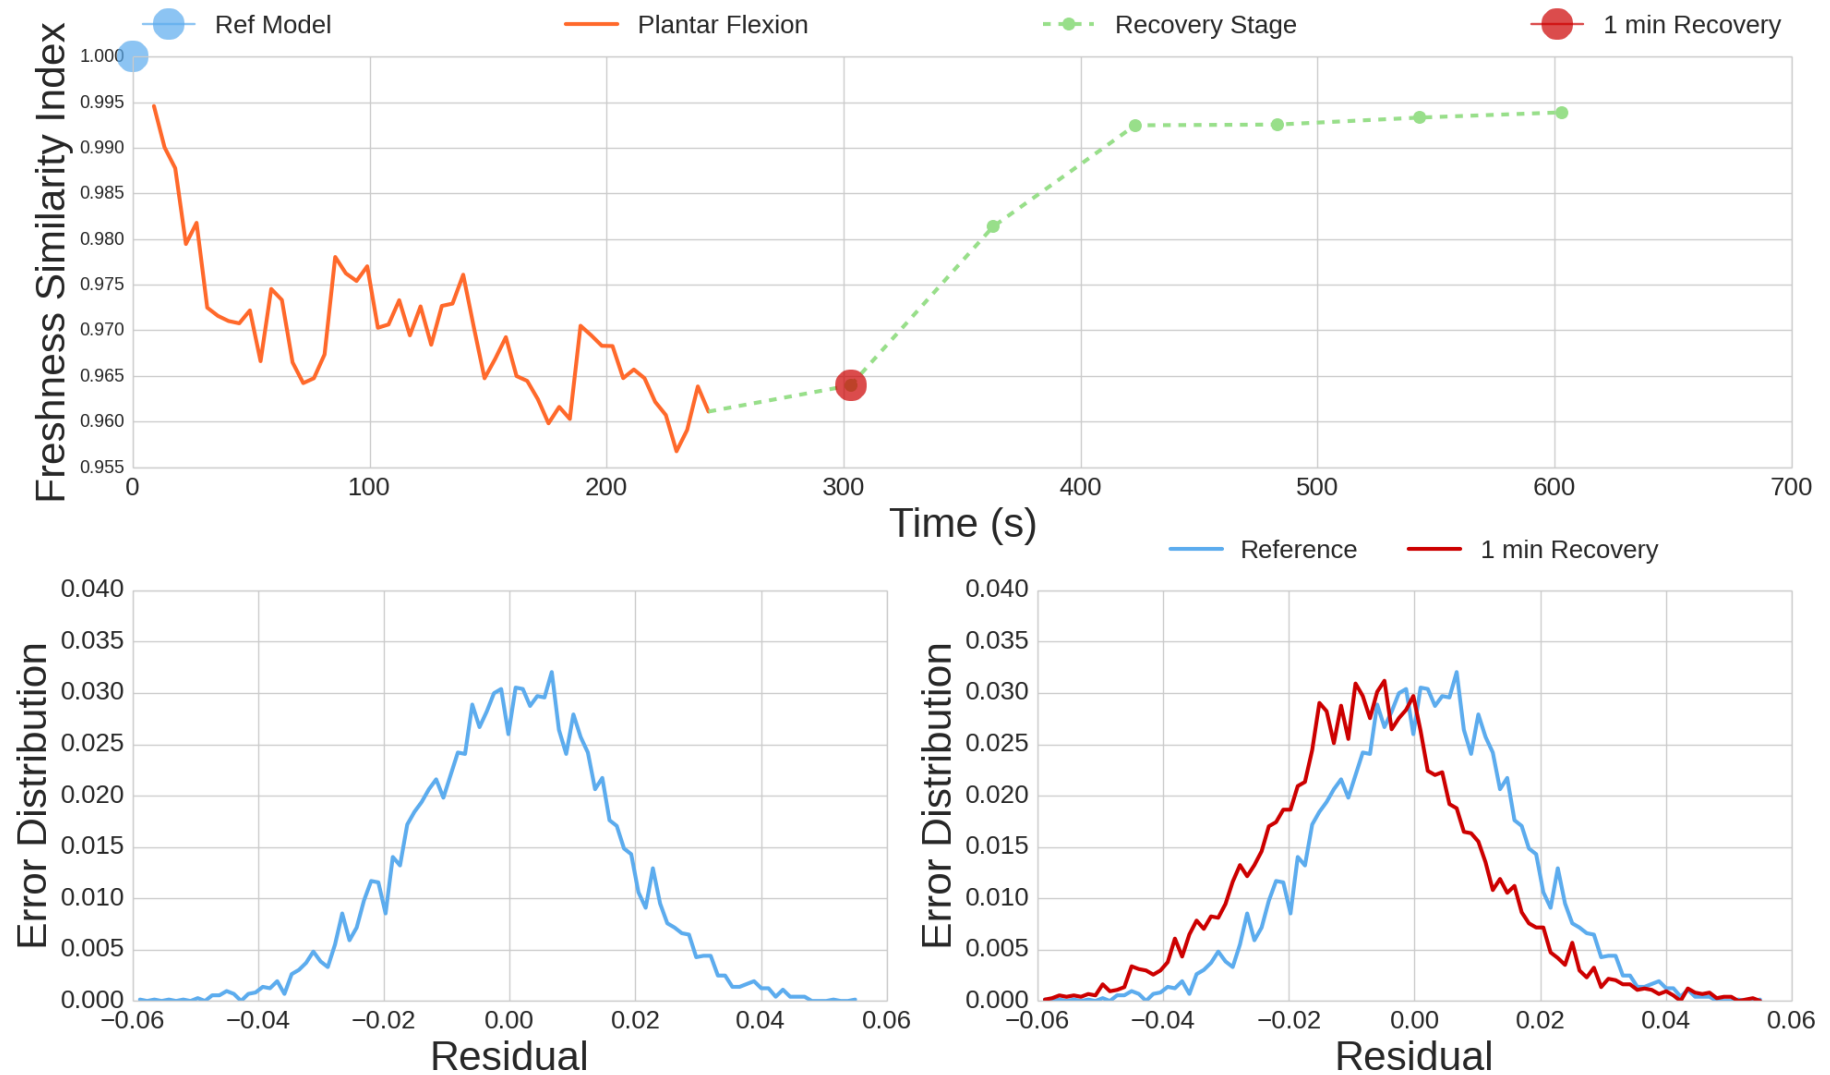 Ref Model Plantar Flexion Recovery Stage 1 min Recovery
Freshness Similarity Index
1.000
0.995
0.990
0.985
0.980
0.975
0.970
0.965
0.960
0.955
0 100 200 300 400 500 600 700
Time (s)
Error Distribution
0.040
0.035
0.030
0.025
0.020
0.015
0.010
0.005
0.000
−0.06 −0.04 −0.02 0.00 0.02 0.04 0.06
Residual
Reference 1 min Recovery
Error Distribution
0.040
0.035
0.030
0.025
0.020
0.015
0.010
0.005
0.000
−0.06 −0.04 −0.02 0.00 0.02 0.04 0.06
Residual